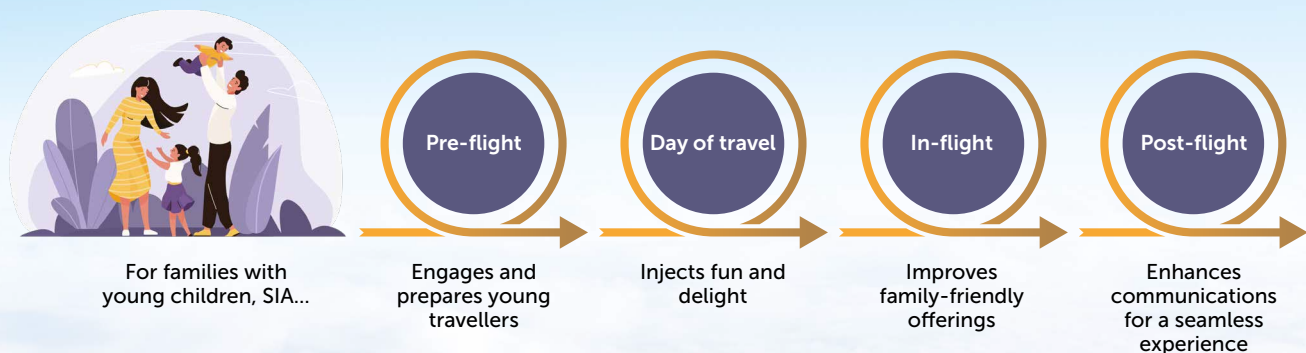 Pre-flight
Day of travel
In-flight
Post-flight
For families with
young children, SIA...
Engages and
prepares young
travellers
Injects fun and
delight
Improves
family-friendly
offerings
Enhances
communications
for a seamless
experience